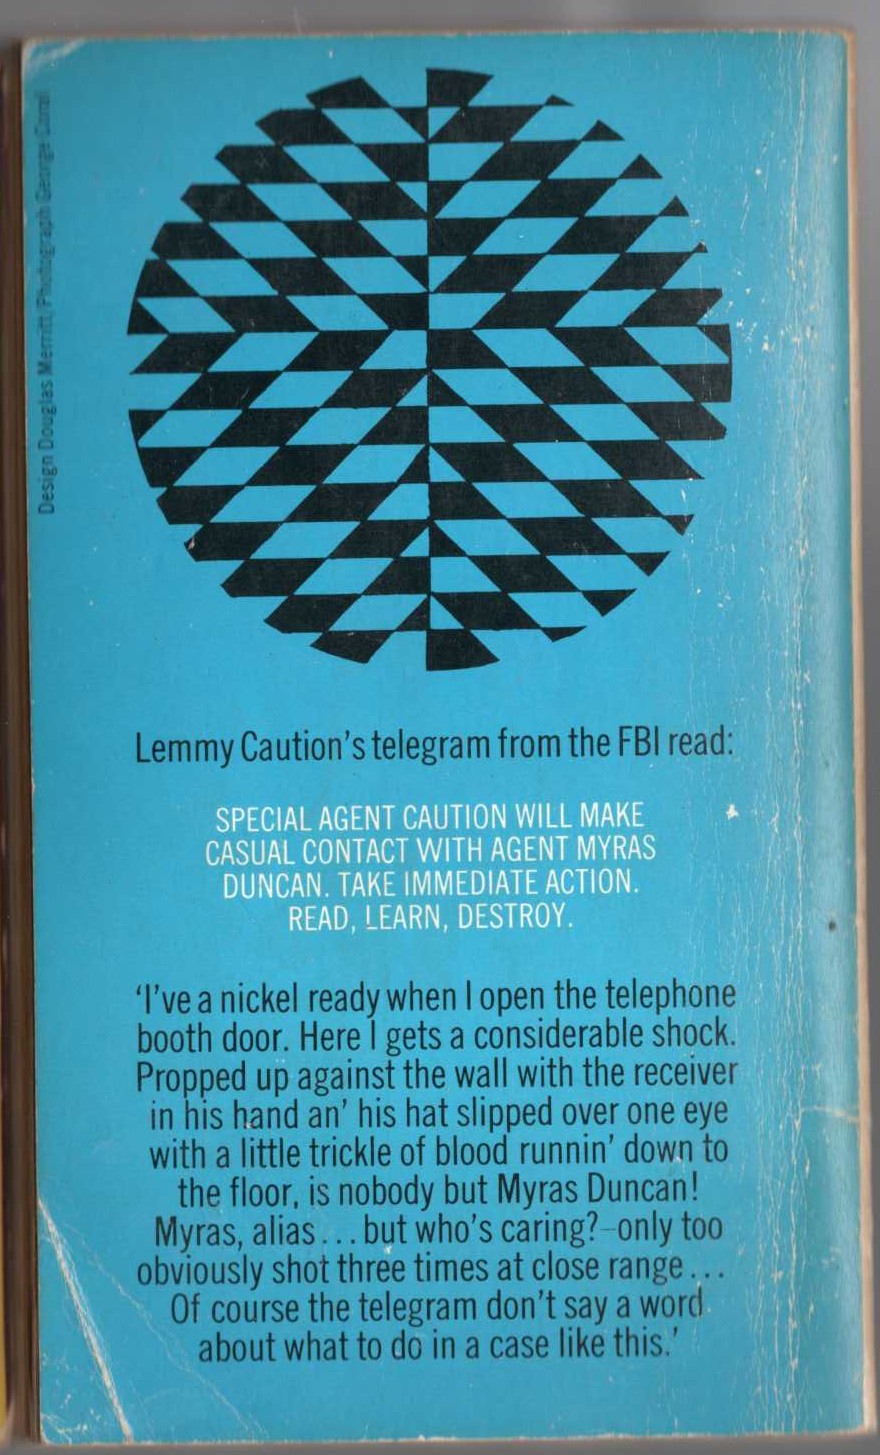 Design Douglas Merritt, Photograph George Coral
Lemmy Caution's telegram from the FBI read:
SPECIAL AGENT CAUTION WILL MAKE
CASUAL CONTACT WITH AGENT MYRAS
DUNCAN. TAKE IMMEDIATE ACTION.
READ, LEARN, DESTROY.
‘I've a nickel ready when I open the telephone
booth door. Here I gets a considerable shock.
Propped up against the wall with the receiver
in his hand an' his hat slipped over one eye
with a little trickle of blood runnin' down to
the floor, is nobody but Myras Duncan!
Myras, alias... but who's caring?–only too
obviously shot three times at close range...
Of course the telegram don't say a word
about what to do in a case like this.’